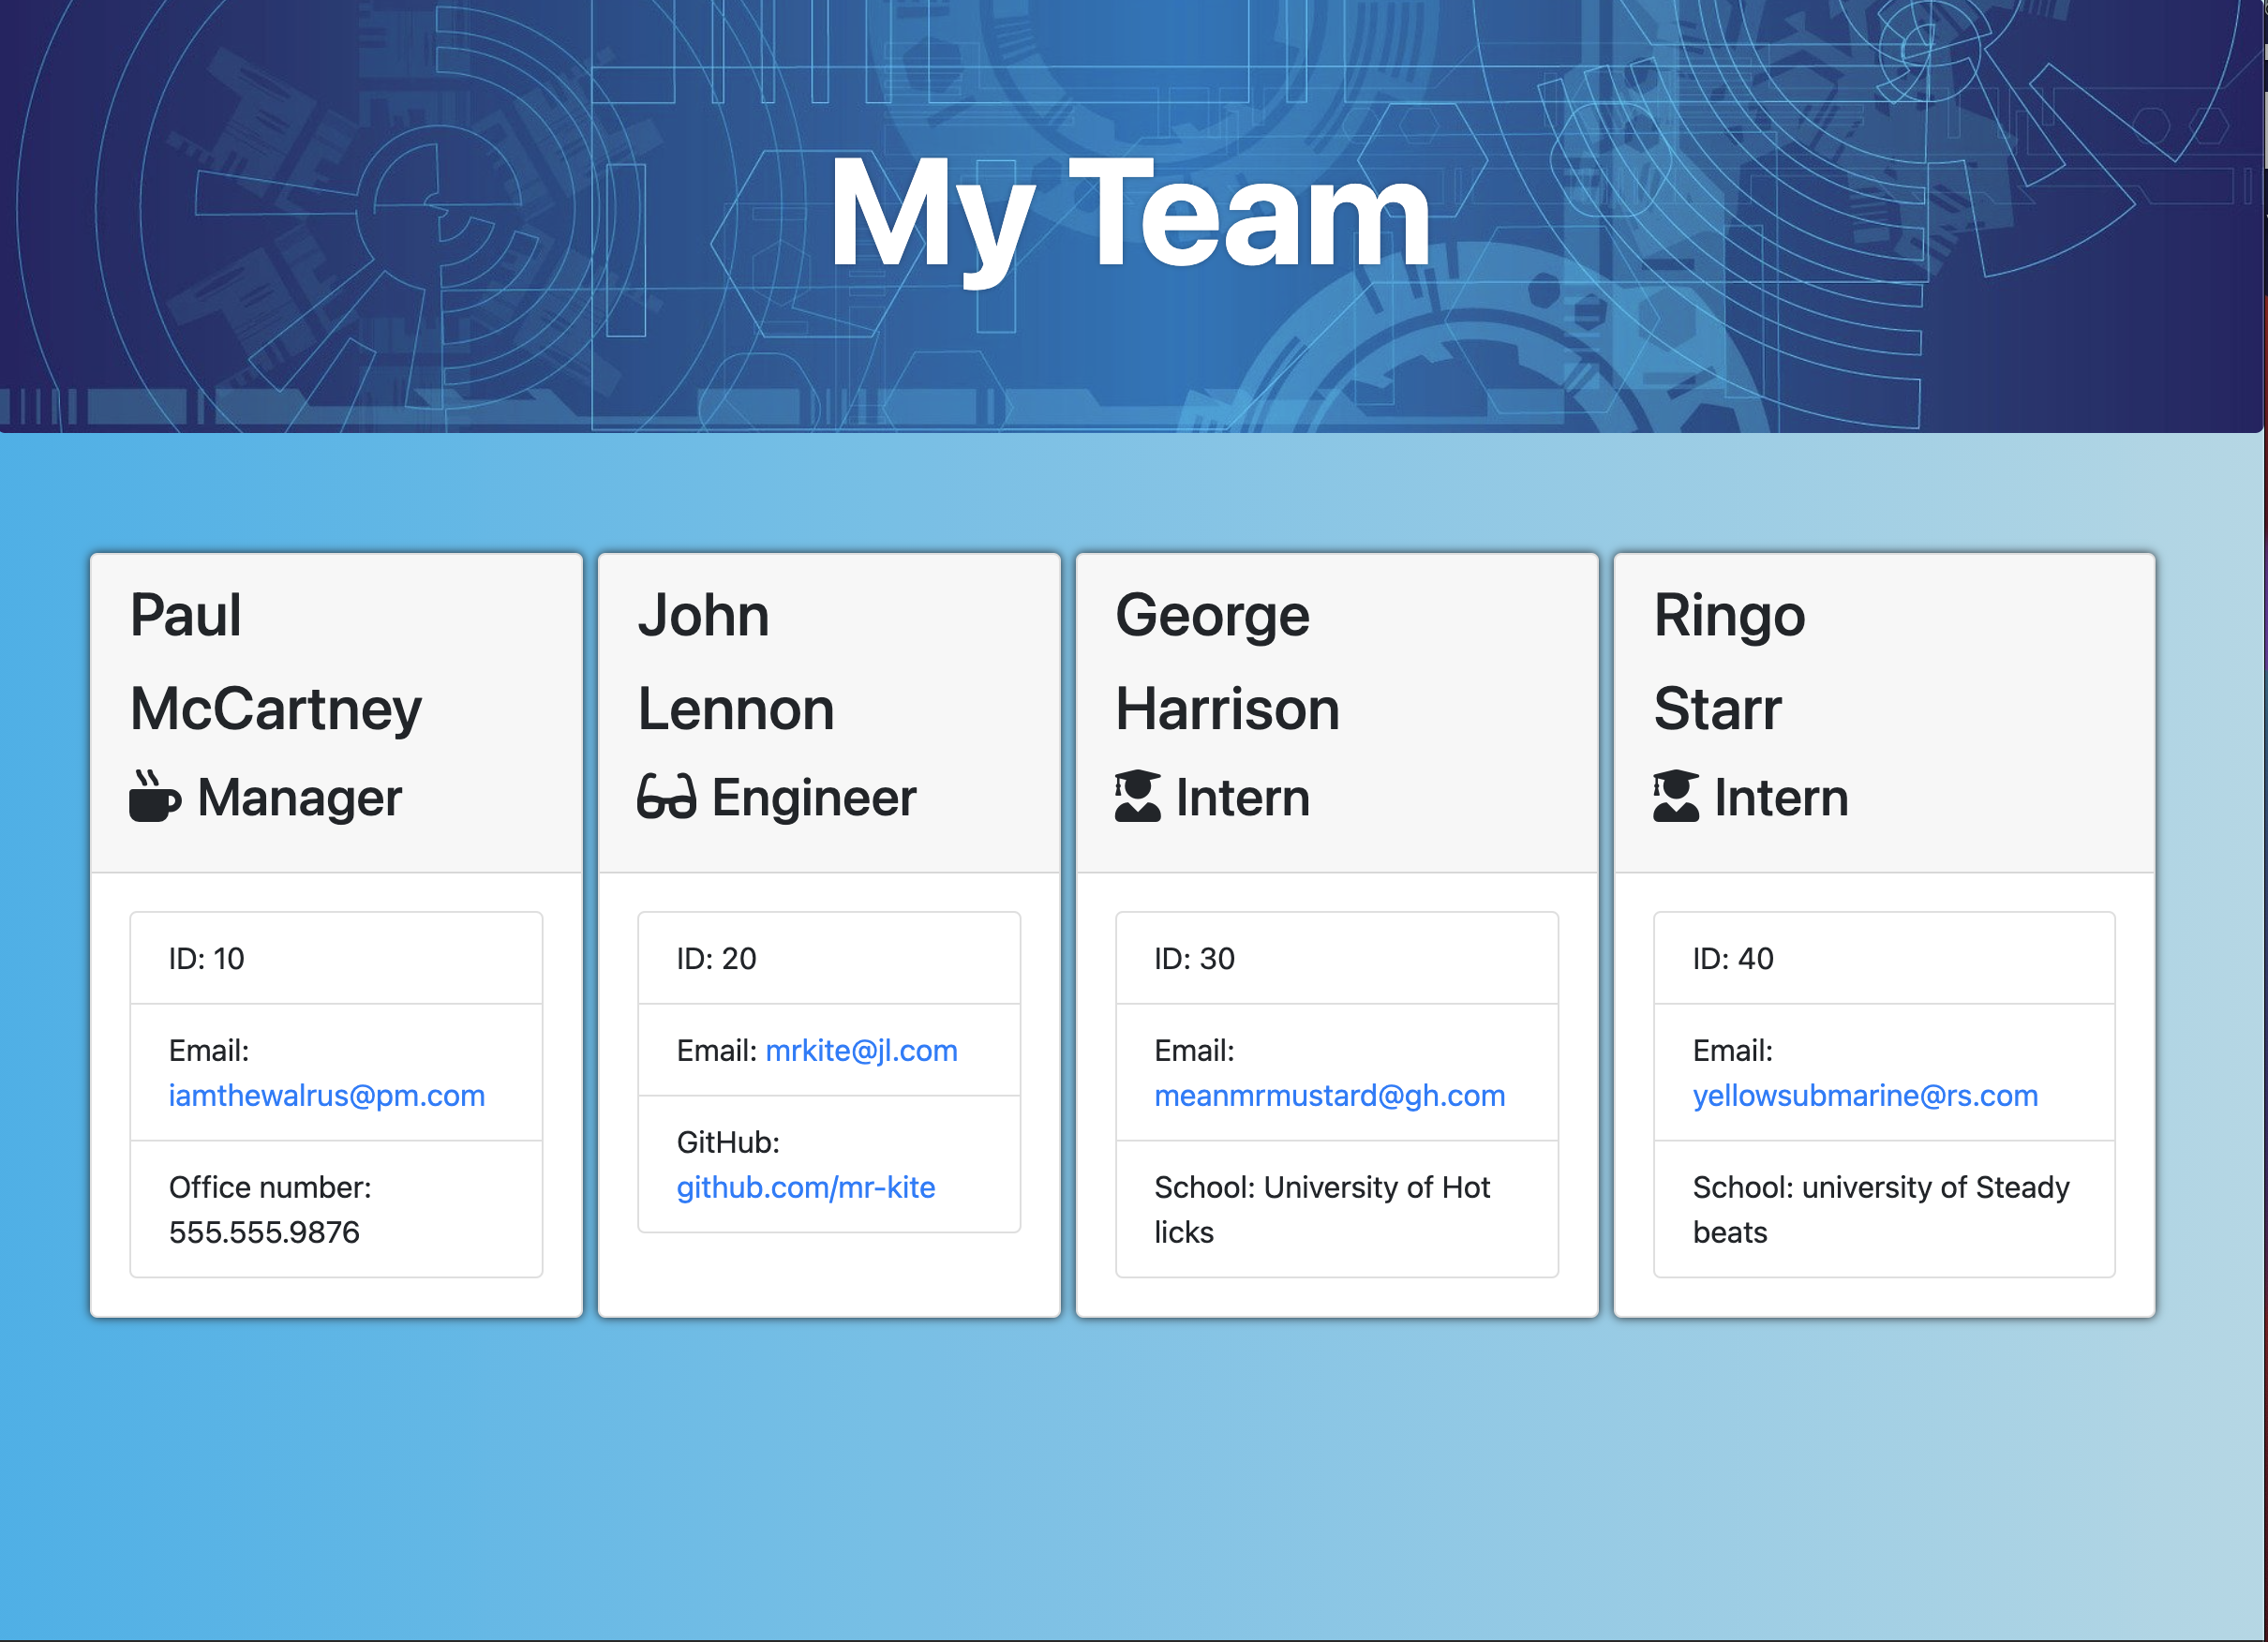 My Team
Paul
McCartney
Manager
ID: 10
Email:
iamthewalrus@pm.com
Office number:
555.555.9876
John
Lennon
Engineer
ID: 20
Email: mrkite@jl.com
GitHub:
github.com/mr-kite
George
Harrison
Intern
ID: 30
Email:
meanmrmustard@gh.com
School: University of Hot
licks
Ringo
Starr
Intern
ID: 40
Email:
yellowsubmarine@rs.com
School: university of Steady
beats